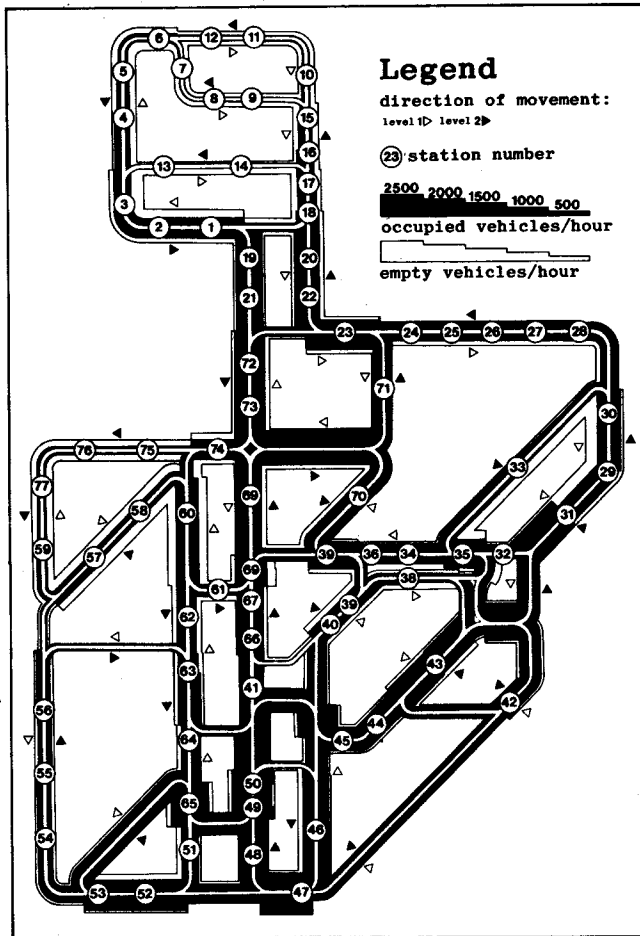 6 12 11
7
5 10
8 9
4 15
16
13 14
17
3 18
2 1
19 20
21 22
Legend
direction of movement:
level 1▷ level 2▶
23 station number
2500 2000 1500 1000 500
occupied vehicles/hour
empty vehicles/hour
23 24 25 26 27 28
72 71
73 30
76 75 74
77 69 70 33 29
58 60 31
59 57 39 36 34 35 32
69 38
61 67 39
62 66 40
63 41 43
56 64 45 44 42
55 50
65 49
54 51 48 46
53 52 47